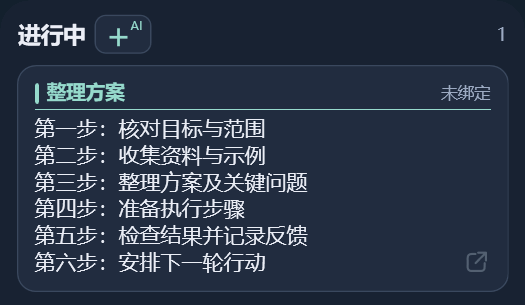 进行中 +AI 1
整理方案 未绑定
第一步：核对目标与范围
第二步：收集资料与示例
第三步：整理方案及关键问题
第四步：准备执行步骤
第五步：检查结果并记录反馈
第六步：安排下一轮行动